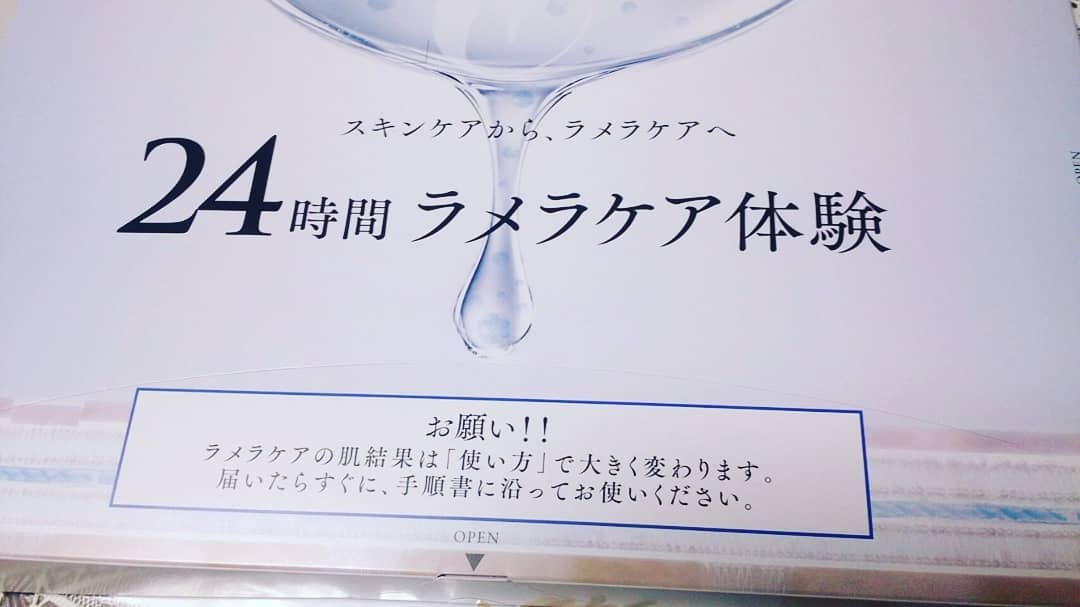 スキンケアから、ラメラケアへ
24時間 ラメラケア体験
お願い!!
ラメラケアの肌結果は「使い方」で大きく変わります。
届いたらすぐに、手順書に沿ってお使いください。
OPEN